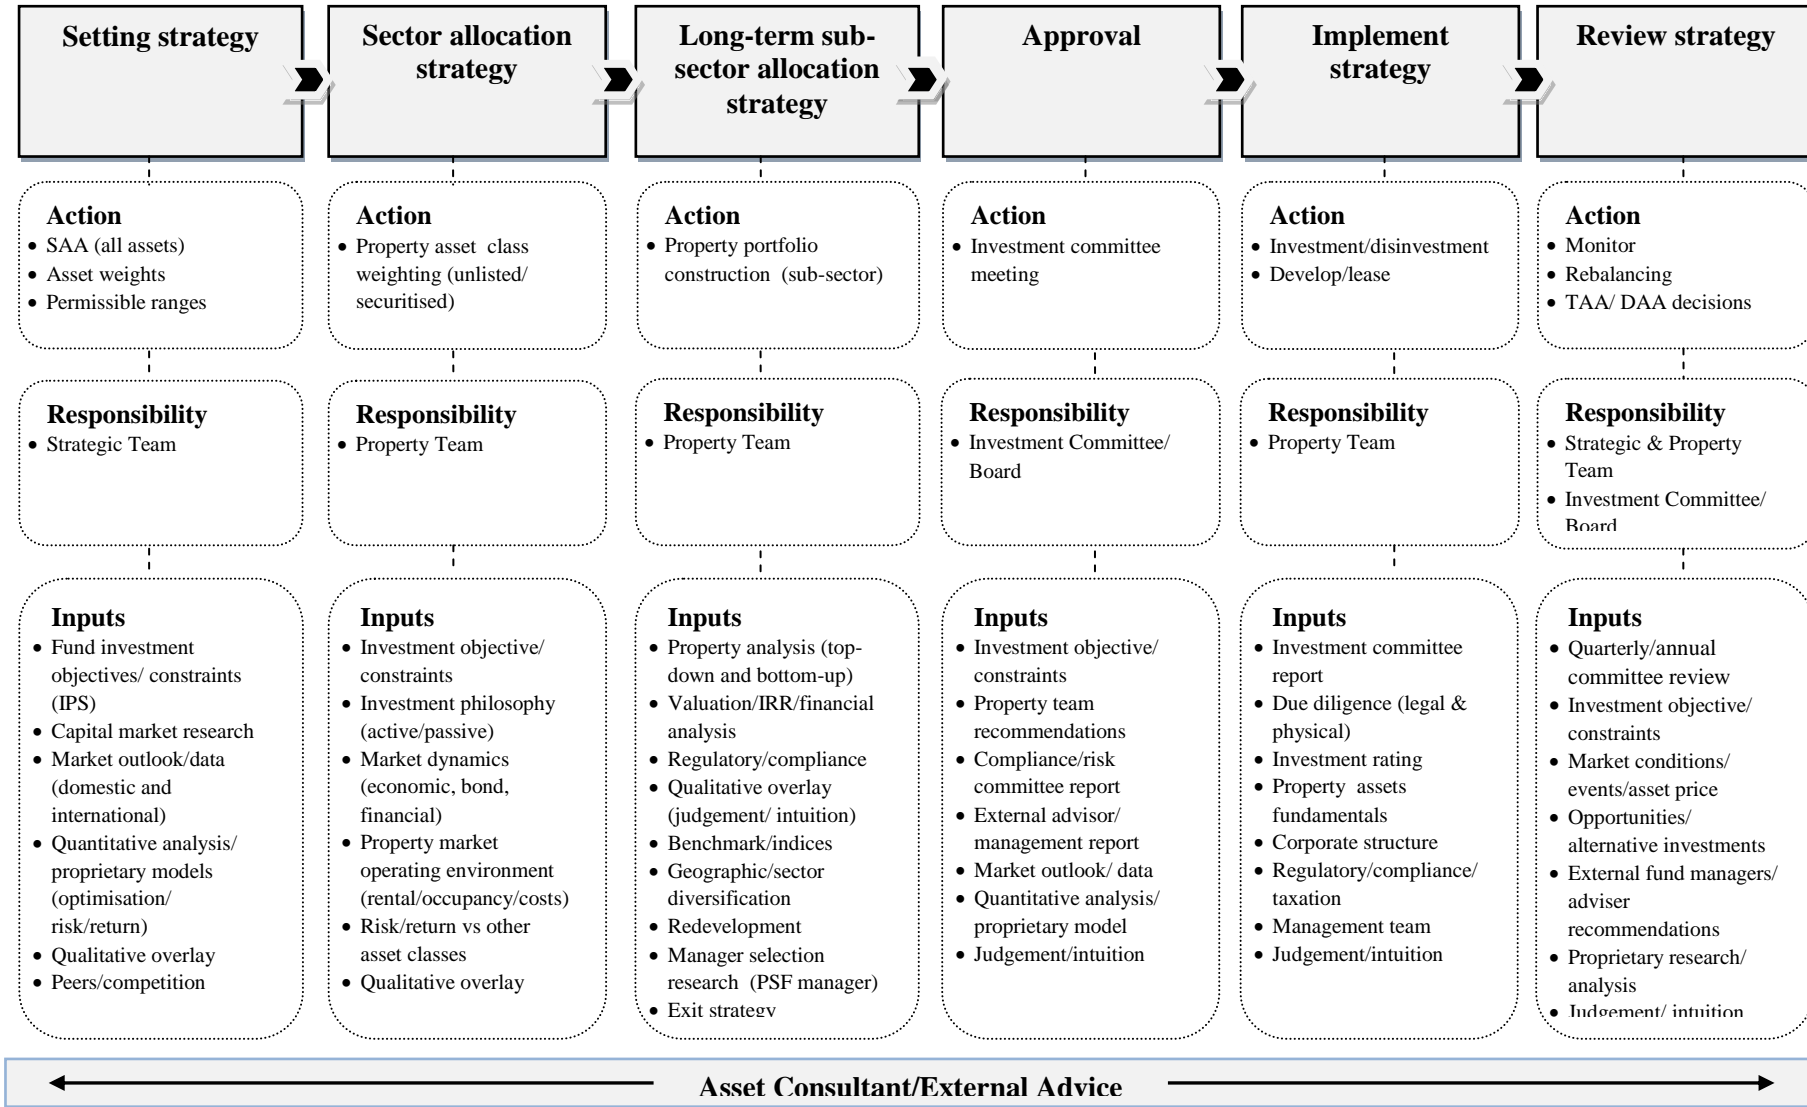 Setting strategy
Sector allocation
strategy
Long-term sub-
sector allocation
strategy
Approval
Implement
strategy
Review strategy
Action
• SAA (all assets)
• Asset weights
• Permissible ranges
Action
• Property asset class
weighting (unlisted/
securitised)
Action
• Property portfolio
construction (sub-sector)
Action
• Investment committee
meeting
Action
• Investment/disinvestment
• Develop/lease
Action
• Monitor
• Rebalancing
• TAA/ DAA decisions
Responsibility
• Strategic Team
Responsibility
• Property Team
Responsibility
• Property Team
Responsibility
• Investment Committee/
Board
Responsibility
• Property Team
Responsibility
• Strategic & Property
Team
• Investment Committee/
Board
Inputs
• Fund investment
objectives/ constraints
(IPS)
• Capital market research
• Market outlook/data
(domestic and
international)
• Quantitative analysis/
proprietary models
(optimisation/
risk/return)
• Qualitative overlay
• Peers/competition
Inputs
• Investment objective/
constraints
• Investment philosophy
(active/passive)
• Market dynamics
(economic, bond,
financial)
• Property market
operating environment
(rental/occupancy/costs)
• Risk/return vs other
asset classes
• Qualitative overlay
Inputs
• Property analysis (top-
down and bottom-up)
• Valuation/IRR/financial
analysis
• Regulatory/compliance
• Qualitative overlay
(judgement/ intuition)
• Benchmark/indices
• Geographic/sector
diversification
• Redevelopment
• Manager selection
research (PSF manager)
• Exit strategy
Inputs
• Investment objective/
constraints
• Property team
recommendations
• Compliance/risk
committee report
• External advisor/
management report
• Market outlook/ data
• Quantitative analysis/
proprietary model
• Judgement/intuition
Inputs
• Investment committee
report
• Due diligence (legal &
physical)
• Investment rating
• Property assets
fundamentals
• Corporate structure
• Regulatory/compliance/
taxation
• Management team
• Judgement/intuition
Inputs
• Quarterly/annual
committee review
• Investment objective/
constraints
• Market conditions/
events/asset price
• Opportunities/
alternative investments
• External fund managers/
adviser
recommendations
• Proprietary research/
analysis
• Judgement/ intuition
Asset Consultant/External Advice